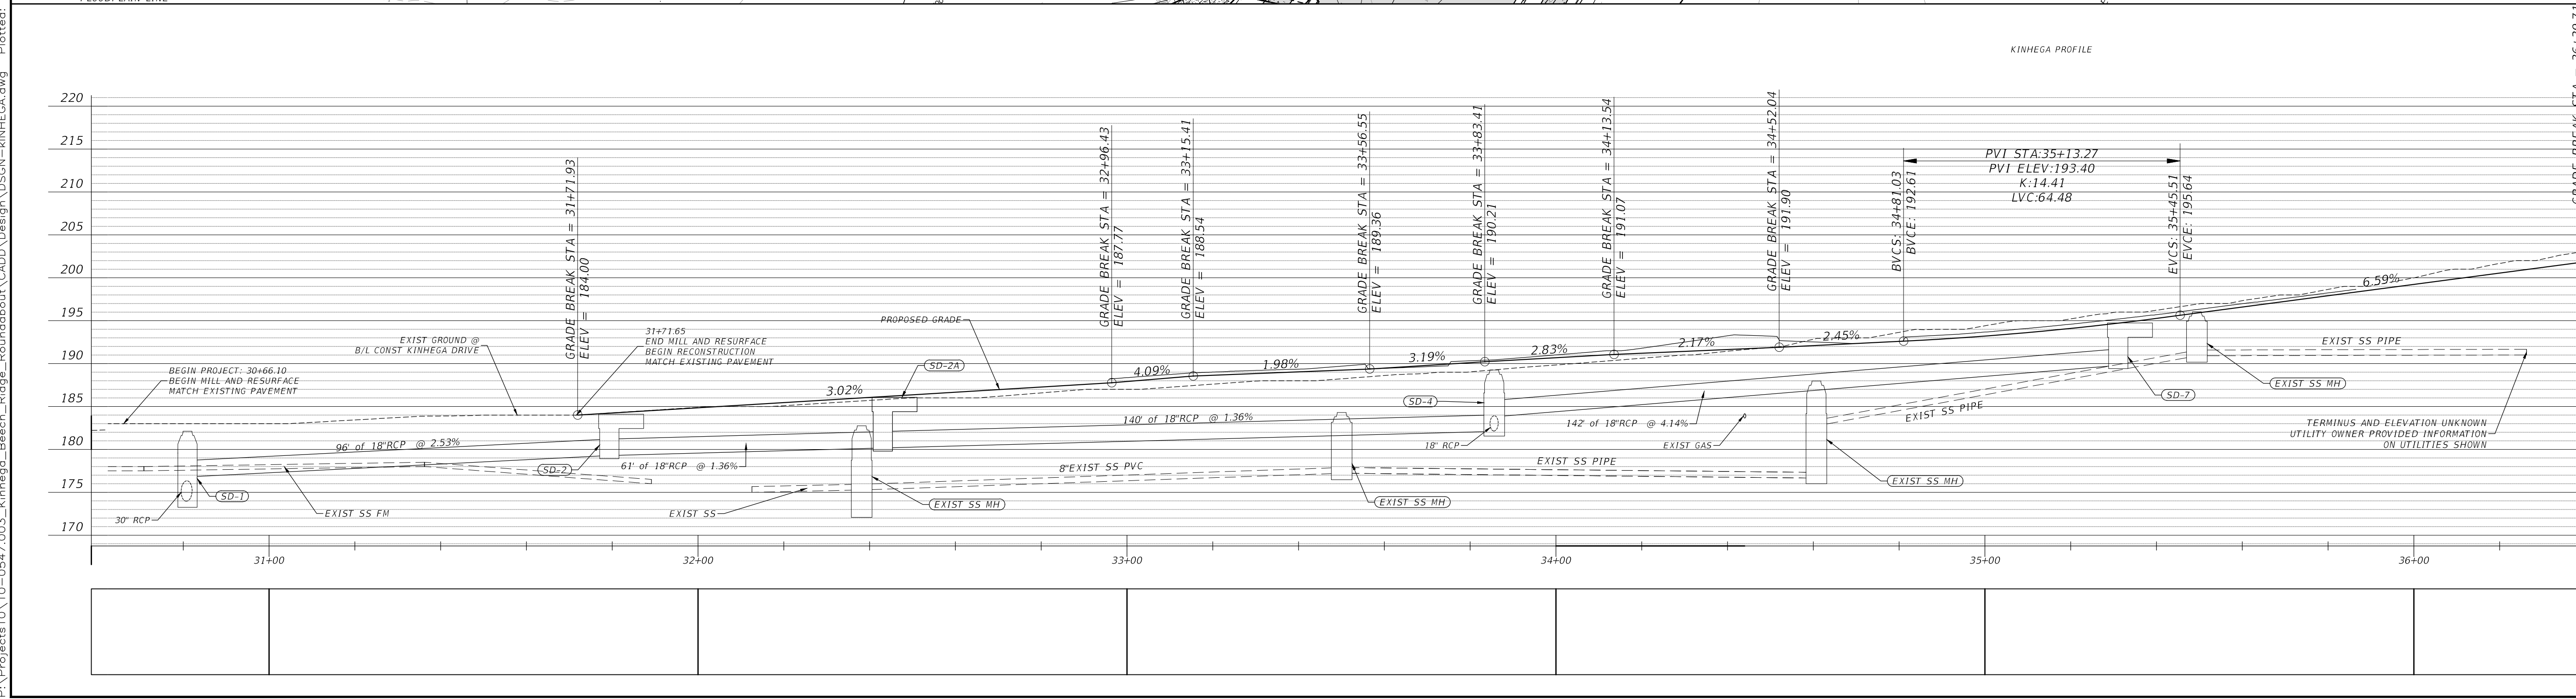 KINHEGA PROFILE
220
215
210
205
200
195
190
185
180
175
170
GRADE BREAK STA = 31+71.93
ELEV = 184.00
GRADE BREAK STA = 32+96.43
ELEV = 187.77
GRADE BREAK STA = 33+15.41
ELEV = 188.54
GRADE BREAK STA = 33+56.55
ELEV = 189.36
GRADE BREAK STA = 33+83.41
ELEV = 190.21
GRADE BREAK STA = 34+13.54
ELEV = 191.07
GRADE BREAK STA = 34+52.04
ELEV = 191.90
BVCS: 34+81.03
BVCE: 192.61
PVI STA:35+13.27
PVI ELEV:193.40
K:14.41
LVC:64.48
EVCS: 35+45.51
EVCE: 195.64
EXIST GROUND @
B/L CONST KINHEGA DRIVE
BEGIN PROJECT: 30+66.10
BEGIN MILL AND RESURFACE
MATCH EXISTING PAVEMENT
31+71.65
END MILL AND RESURFACE
BEGIN RECONSTRUCTION
MATCH EXISTING PAVEMENT
PROPOSED GRADE
SD-2A
3.02%
4.09%
1.98%
3.19%
2.83%
2.17%
2.45%
6.59%
96' of 18"RCP @ 2.53%
SD-2
61' of 18"RCP @ 1.36%
140' of 18"RCP @ 1.36%
SD-4
18" RCP
142' of 18"RCP @ 4.14%
EXIST GAS
EXIST SS PIPE
EXIST SS PIPE
EXIST SS PIPE
EXIST SS MH
SD-7
TERMINUS AND ELEVATION UNKNOWN
UTILITY OWNER PROVIDED INFORMATION
ON UTILITIES SHOWN
SD-1
30" RCP
EXIST SS FM
EXIST SS
8"EXIST SS PVC
EXIST SS MH
EXIST SS MH
EXIST SS MH
31+00
32+00
33+00
34+00
35+00
36+00